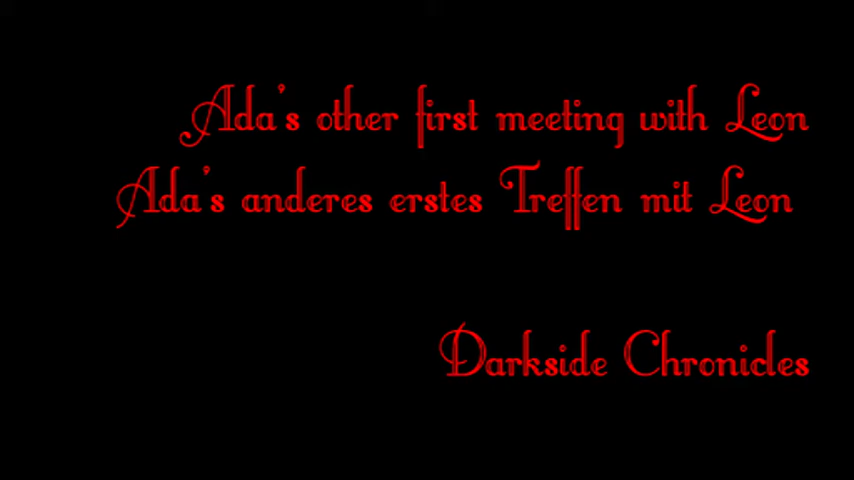 Ada's other first meeting with Leon
Ada's anderes erstes Treffen mit Leon
Darkside Chronicles